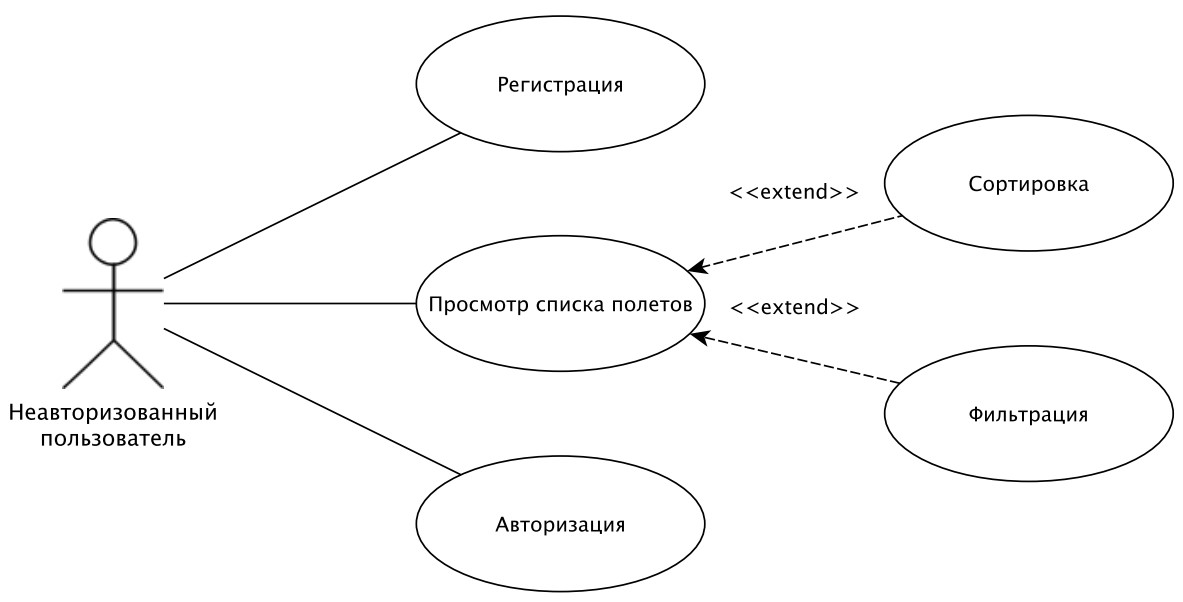 Регистрация
<<extend>>
Сортировка
Просмотр списка полетов
<<extend>>
Неавторизованный
пользователь
Фильтрация
Авторизация